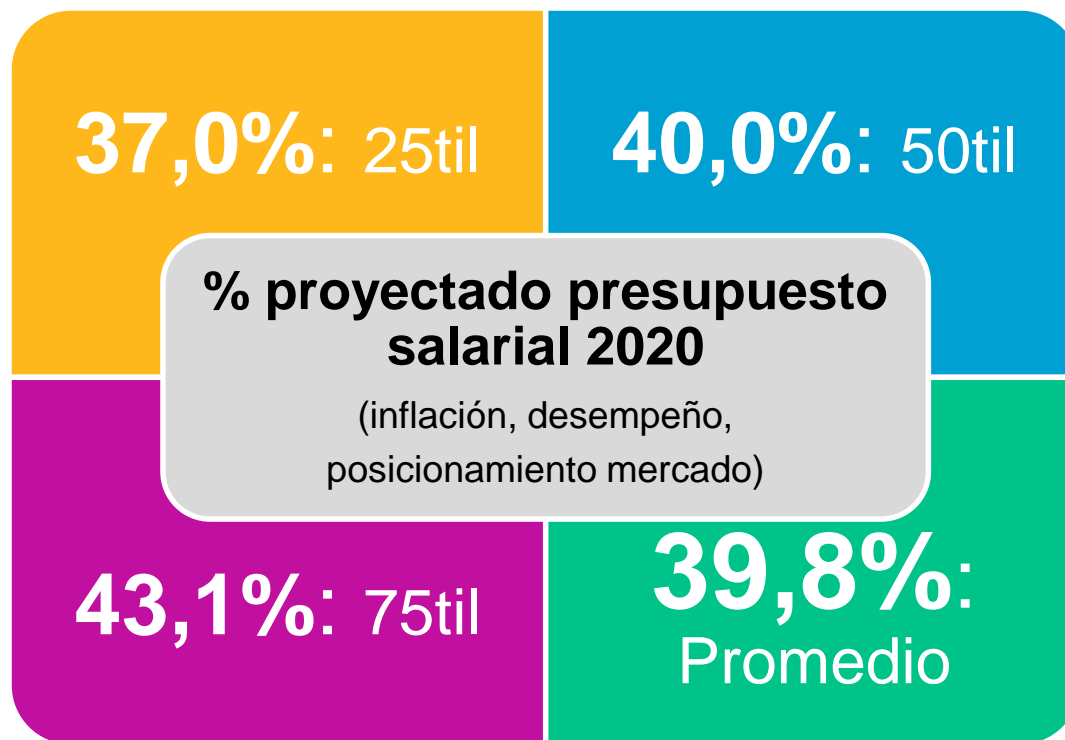 37,0%: 25til
40,0%: 50til
% proyectado presupuesto
salarial 2020
(inflación, desempeño,
posicionamiento mercado)
43,1%: 75til
39,8%:
Promedio